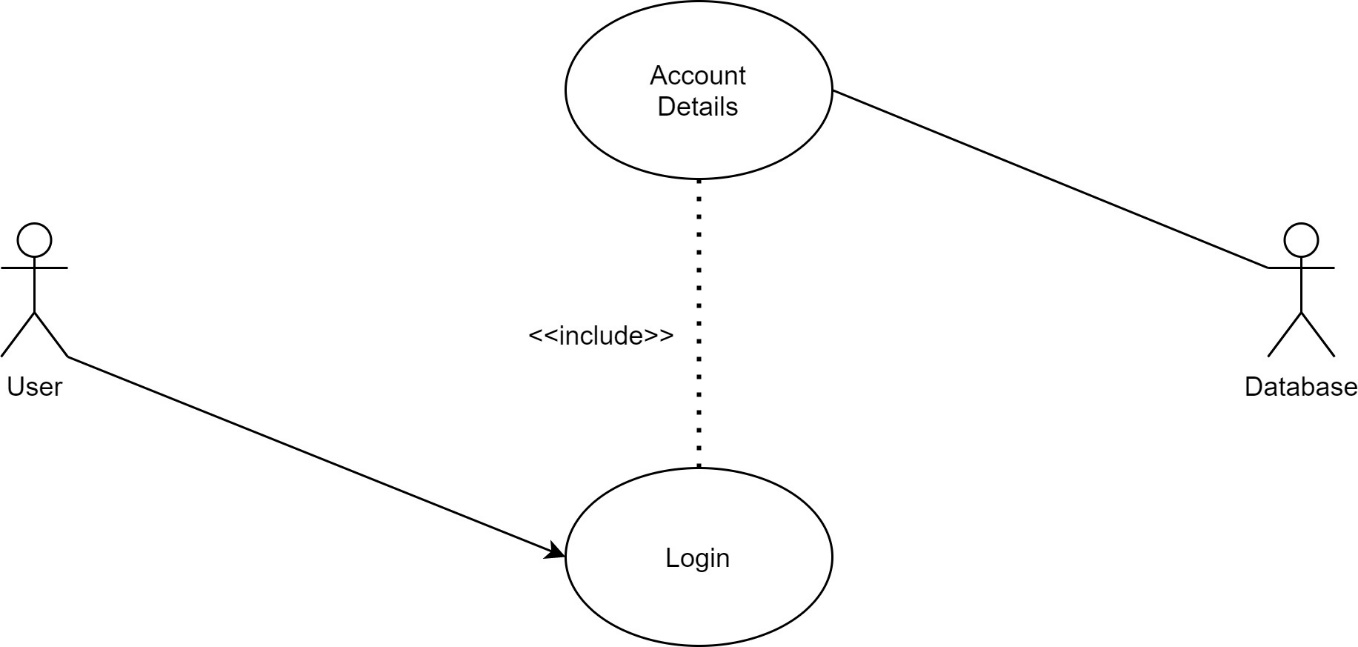 Account
Details
<<include>>
User
Database
Login